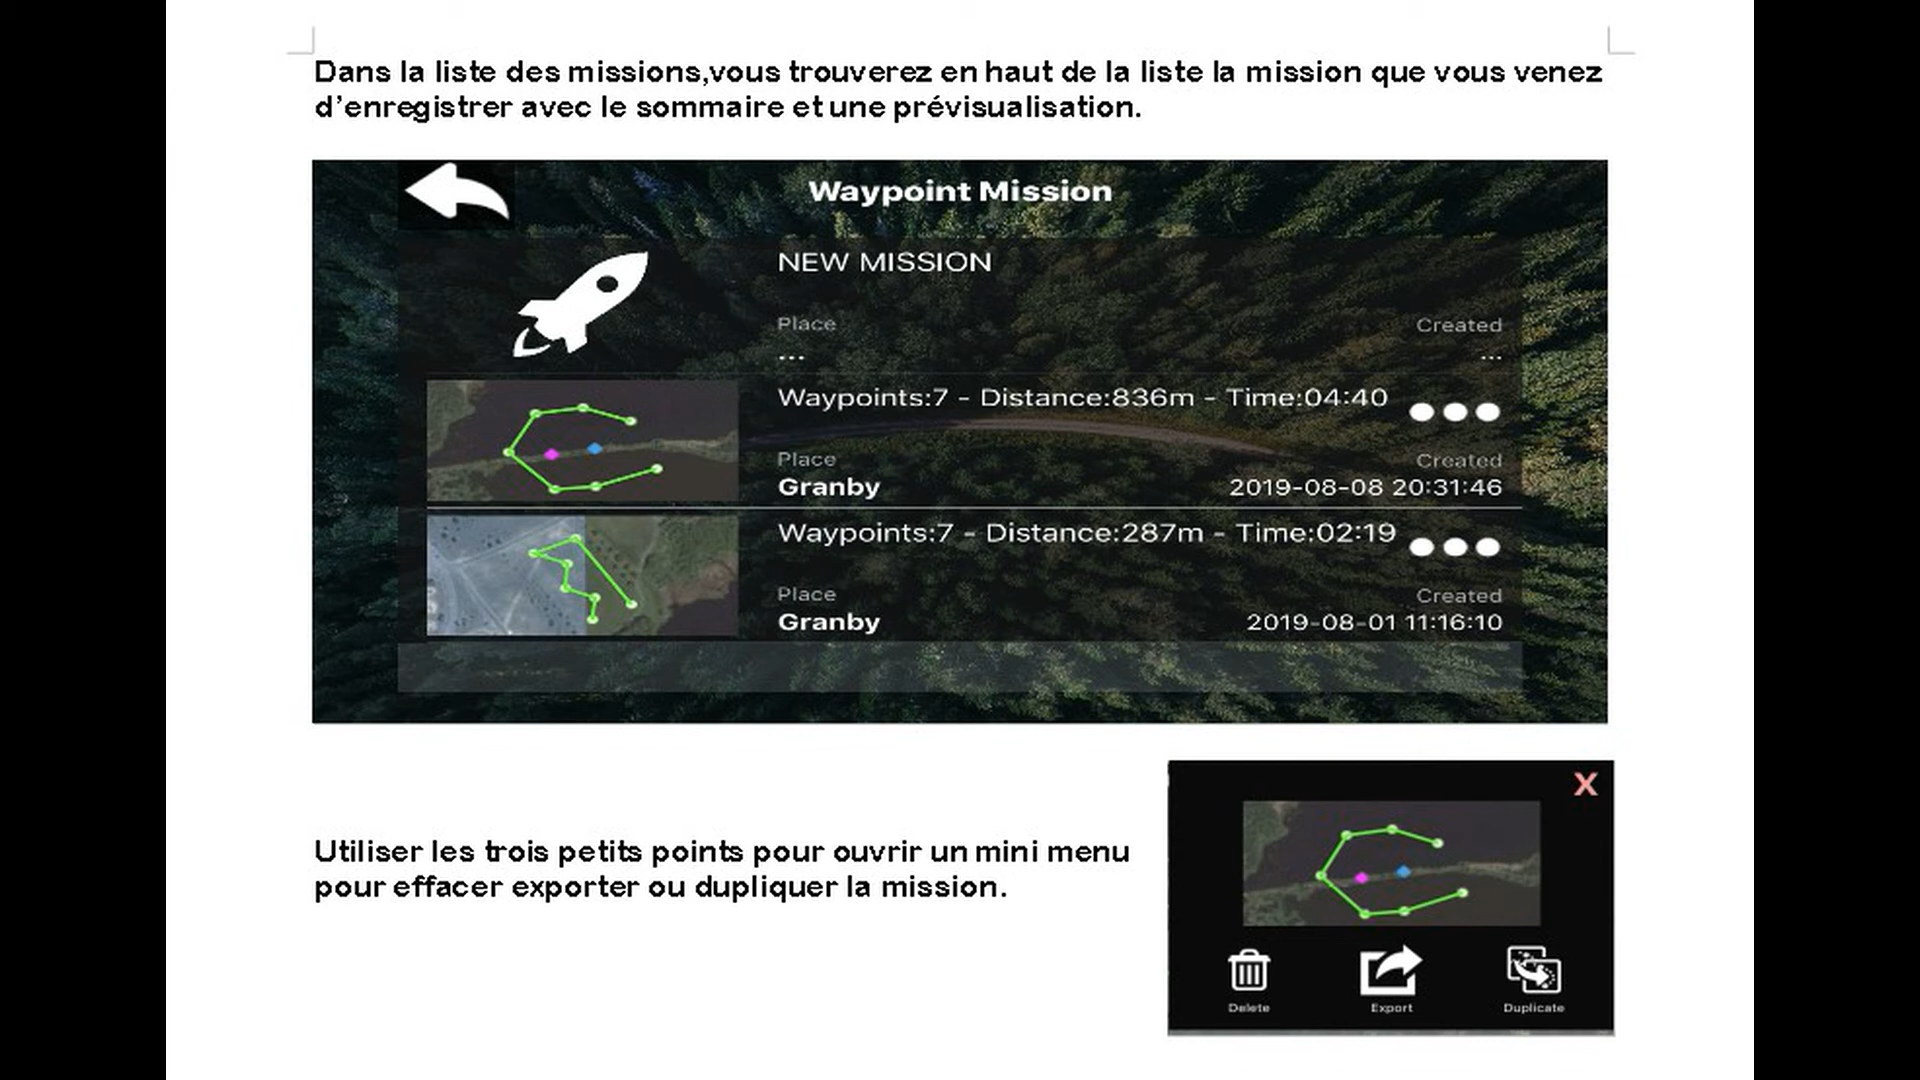 Dans la liste des missions,vous trouverez en haut de la liste la mission que vous venez
d’enregistrer avec le sommaire et une prévisualisation.
Waypoint Mission
NEW MISSION
Place
Created
...
...
Waypoints:7 - Distance:836m - Time:04:40
Place
Created
Granby
2019-08-08 20:31:46
Waypoints:7 - Distance:287m - Time:02:19
Place
Created
Granby
2019-08-01 11:16:10
X
Utiliser les trois petits points pour ouvrir un mini menu
pour effacer exporter ou dupliquer la mission.
Delete
Export
Duplicate